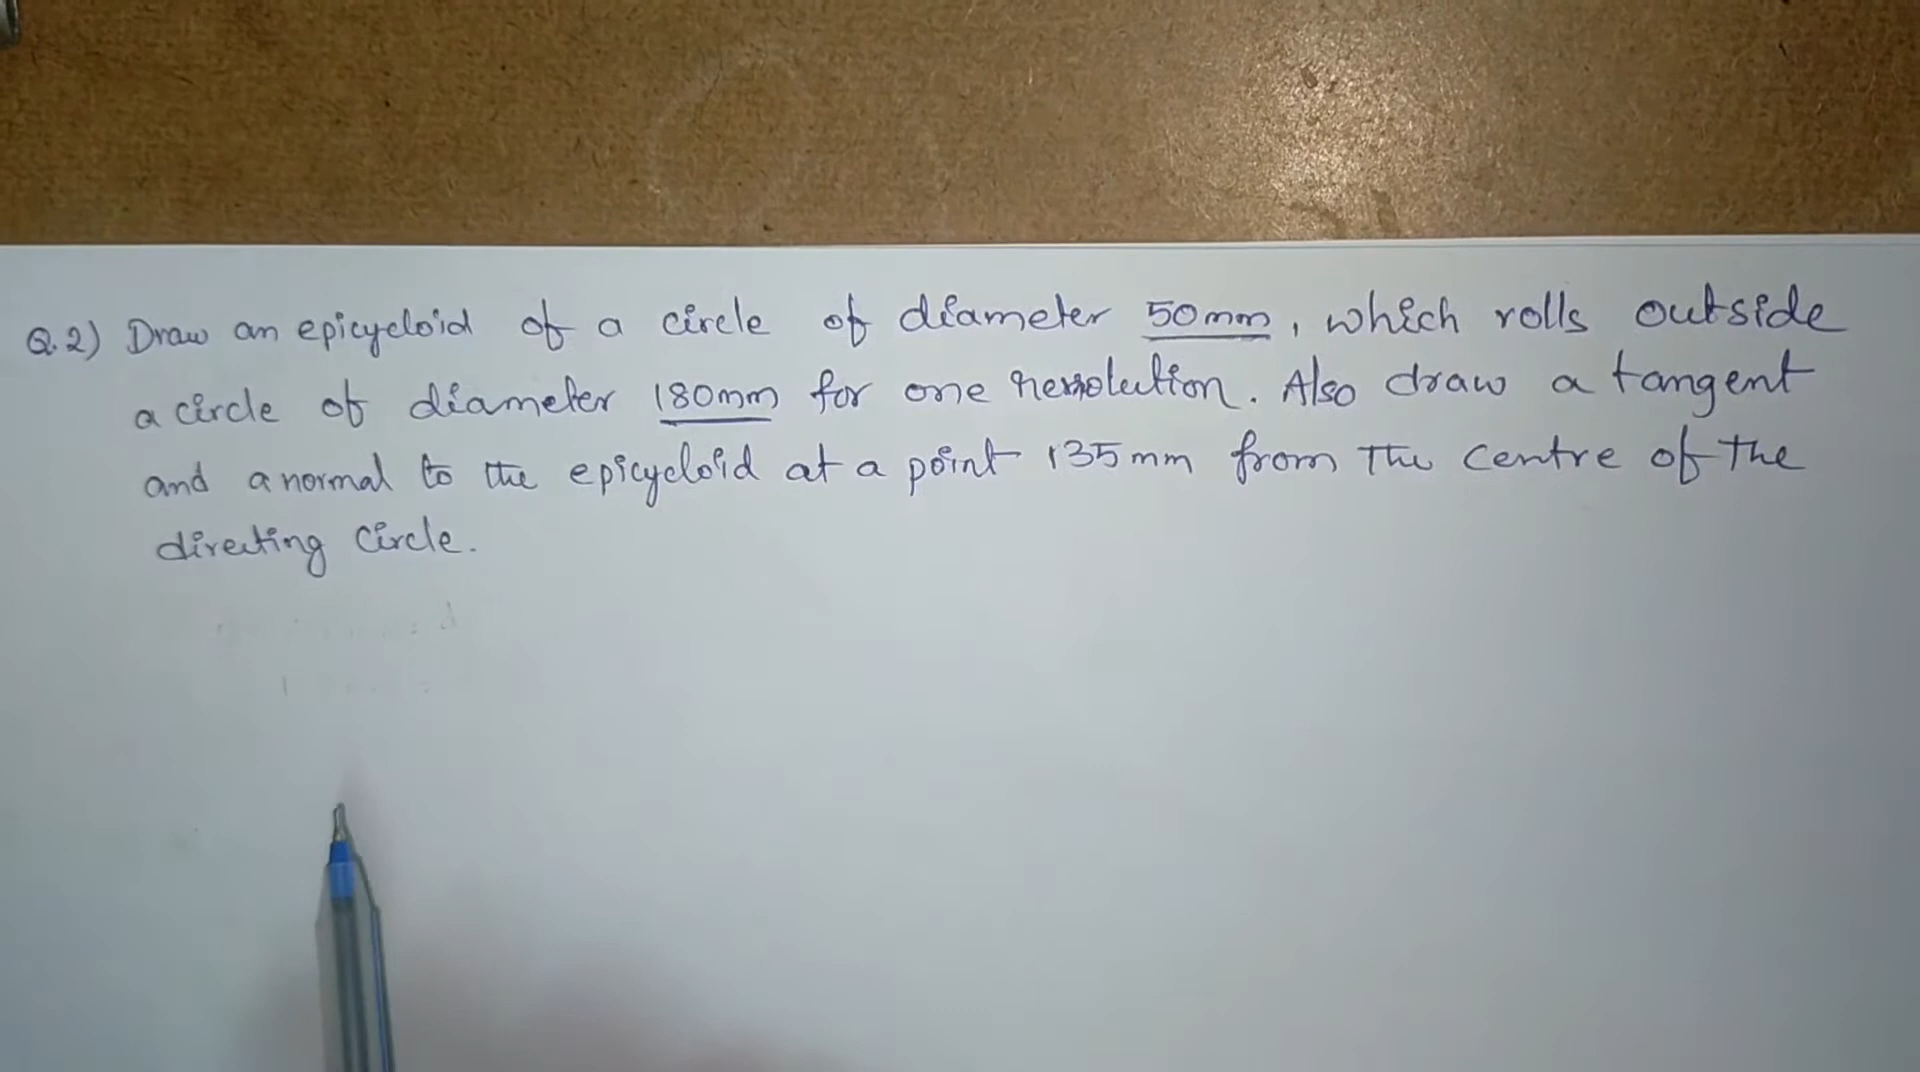 Q.2) Draw an epicycloid of a circle of diameter 50mm, which rolls outside
a circle of diameter 180mm for one revolution. Also draw a tangent
and a normal to the epicycloid at a point 135mm from the centre of the
directing circle.